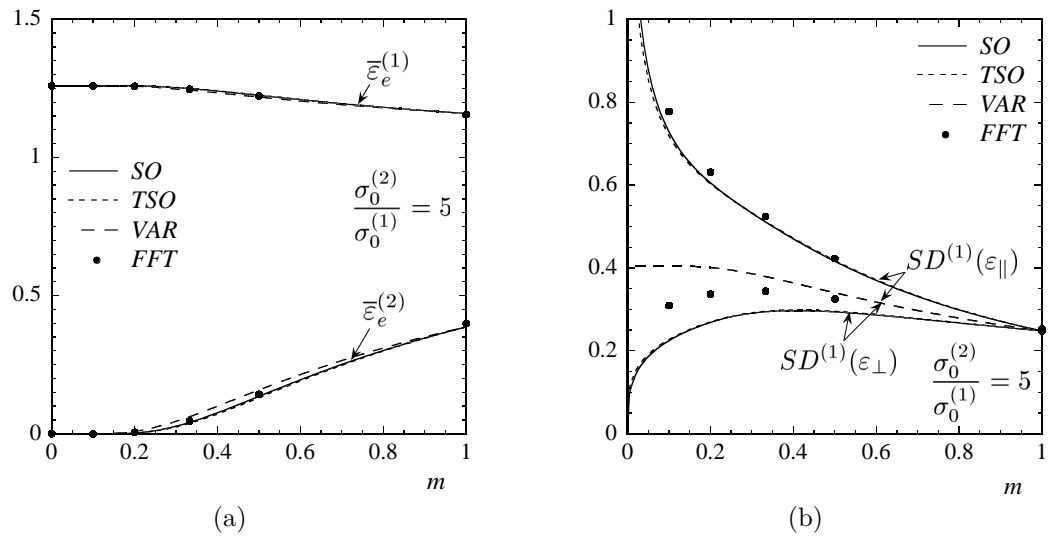 1.5
1
0.5
0
0
0.2
0.4
0.6
0.8
1
m
SO
TSO
VAR
FFT
ε̅ₑ⁽¹⁾
σ₀⁽²⁾
σ₀⁽¹⁾
= 5
ε̅ₑ⁽²⁾
(a)
1
0.8
0.6
0.4
0.2
0
0
0.2
0.4
0.6
0.8
1
m
SO
TSO
VAR
FFT
SD⁽¹⁾(ε∥)
SD⁽¹⁾(ε⊥)
σ₀⁽²⁾
σ₀⁽¹⁾
= 5
(b)